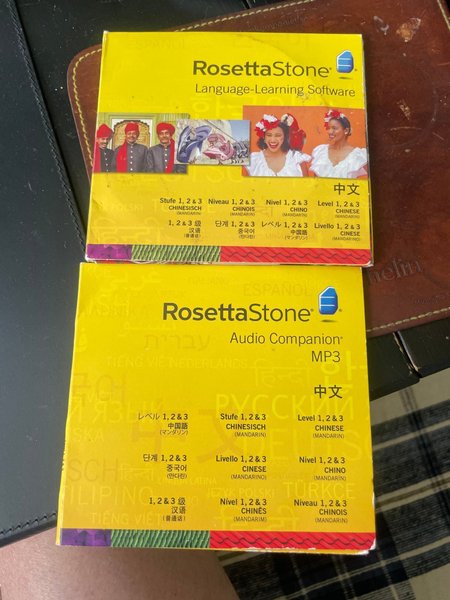 ESPAÑOL
RosettaStone®
Language-Learning Software
中文
Stufe 1, 2 & 3
CHINESISCH
(MANDARIN)
Niveau 1, 2 & 3
CHINOIS
(MANDARIN)
Nivel 1, 2 & 3
CHINO
(MANDARÍN)
Level 1, 2 & 3
CHINESE
(MANDARIN)
1, 2, 3 级
汉语
(普通话)
단계 1, 2 & 3
중국어
(만다린)
レベル 1, 2 & 3
中国語
(マンダリン)
Livello 1, 2 & 3
CINESE
(MANDARINO)
ESPAÑOL
RosettaStone®
Audio Companion®
MP3
עברית
TIẾNG VIỆT NEDERLANDS
中文
РУССКИЙ
レベル 1, 2 & 3
中国語
(マンダリン)
Stufe 1, 2 & 3
CHINESISCH
(MANDARIN)
Level 1, 2 & 3
CHINESE
(MANDARIN)
단계 1, 2 & 3
중국어
(만다린)
Livello 1, 2 & 3
CINESE
(MANDARINO)
Nivel 1, 2 & 3
CHINO
(MANDARÍN)
1, 2 & 3 级
汉语
(普通话)
Nível 1, 2 & 3
CHINÊS
(MANDARIM)
Niveau 1, 2 & 3
CHINOIS
(MANDARIN)